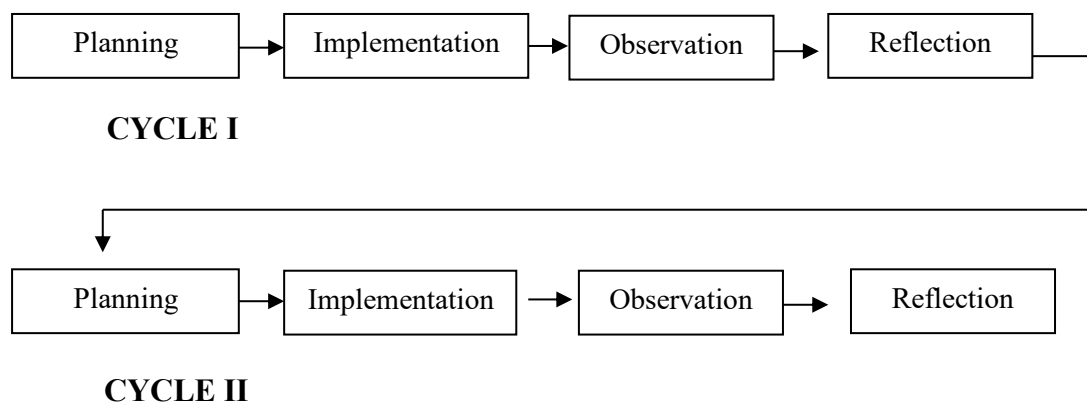 Planning
Implementation
Observation
Reflection
CYCLE I
Planning
Implementation
Observation
Reflection
CYCLE II